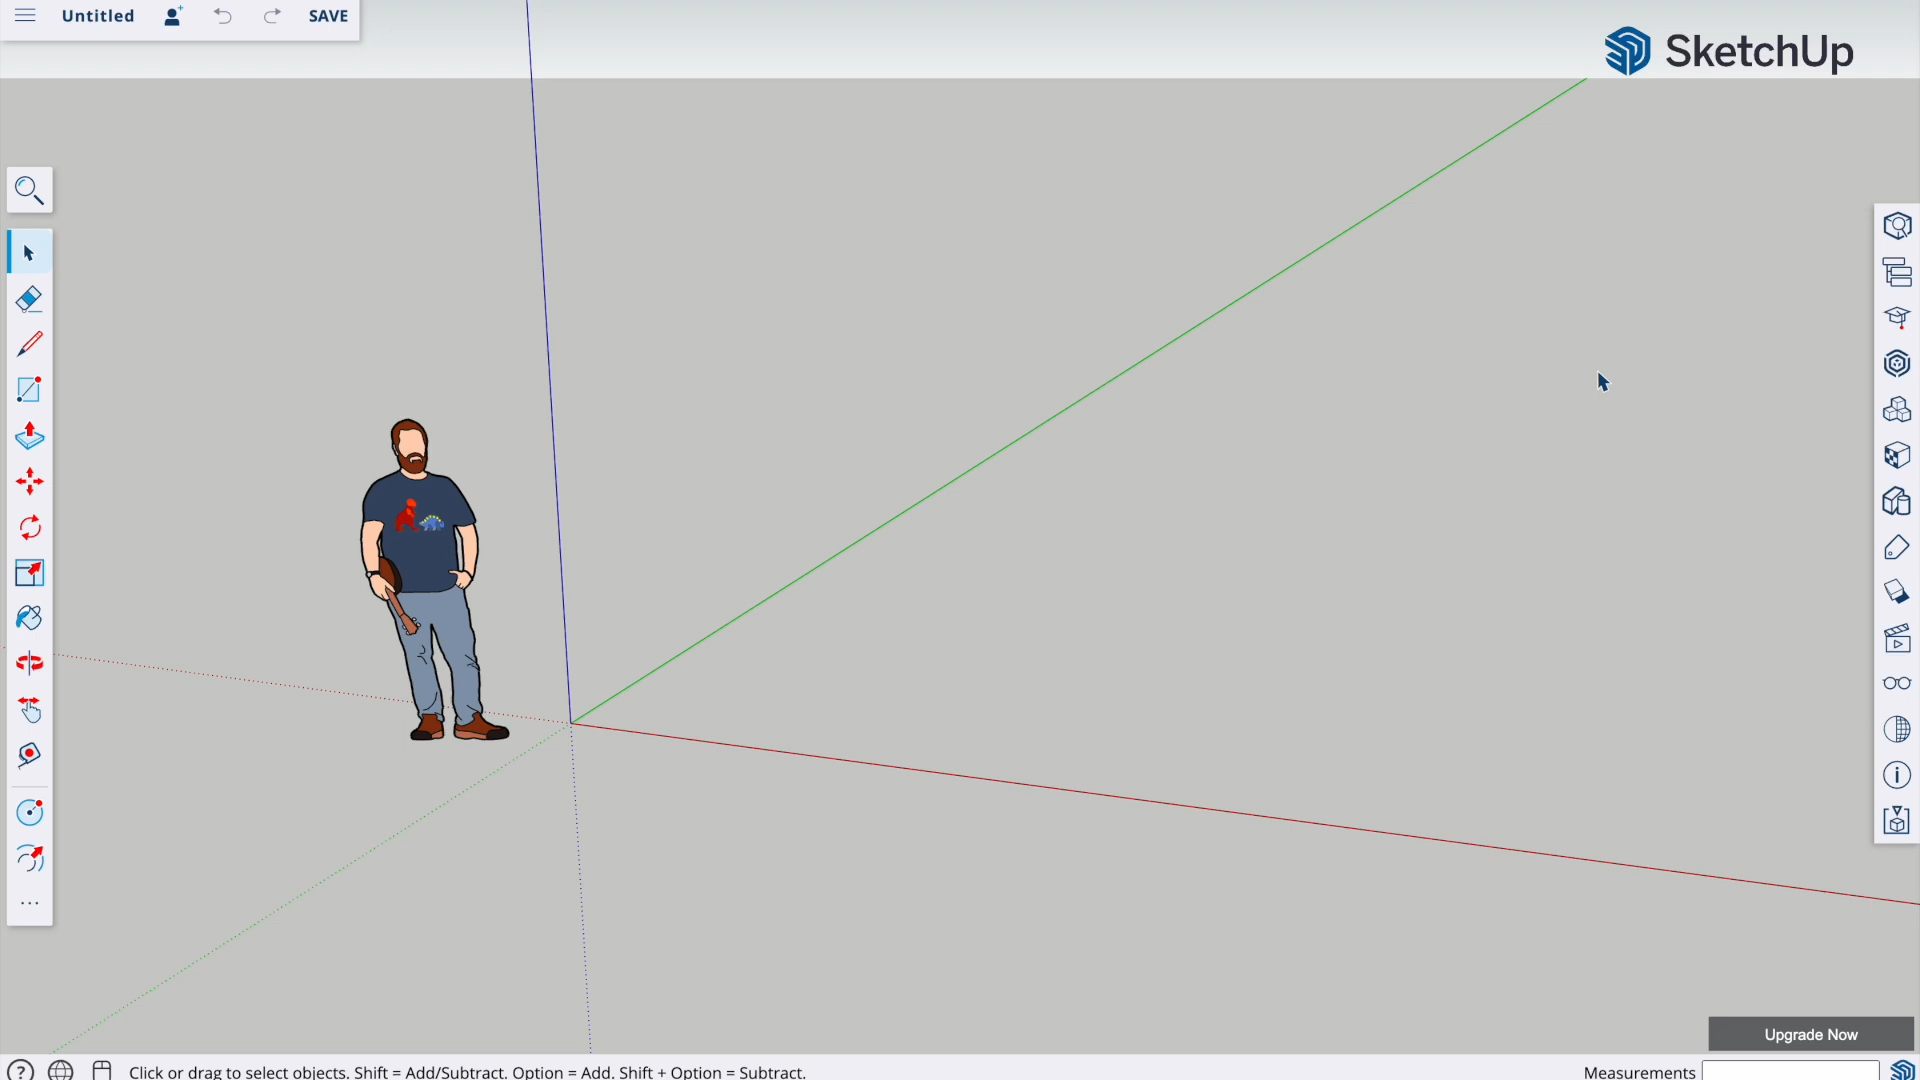 Untitled
SAVE
SketchUp
Upgrade Now
Click or drag to select objects. Shift = Add/Subtract. Option = Add. Shift + Option = Subtract.
Measurements